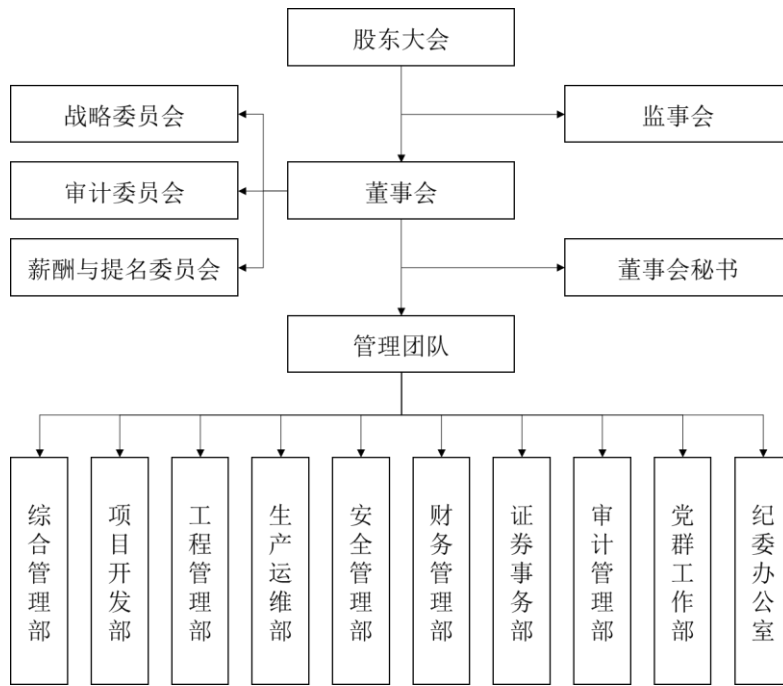 股东大会
战略委员会
监事会
审计委员会
董事会
薪酬与提名委员会
董事会秘书
管理团队
综合管理部
项目开发部
工程管理部
生产运维部
安全管理部
财务管理部
证券事务部
审计管理部
党群工作部
纪委办公室